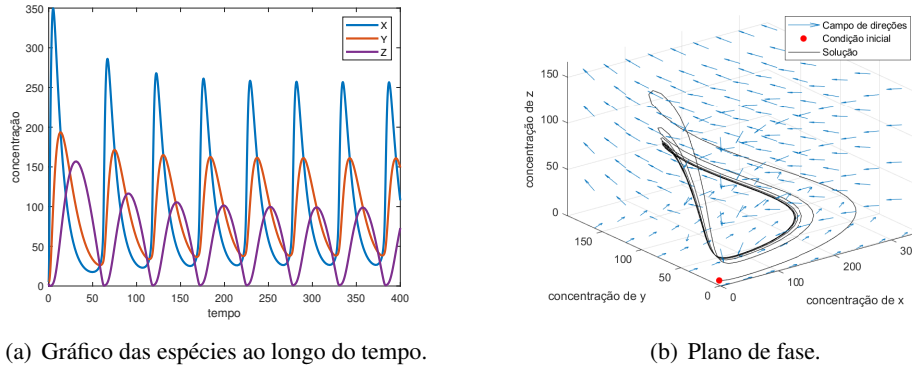 350
300
250
200
150
100
50
0
concentração
0 50 100 150 200 250 300 350 400
tempo
X
Y
Z
Campo de direções
Condição inicial
Solução
150
100
50
0
concentração de z
150
100
50
0
concentração de y
0
100
200
300
concentração de x
(a) Gráfico das espécies ao longo do tempo.
(b) Plano de fase.